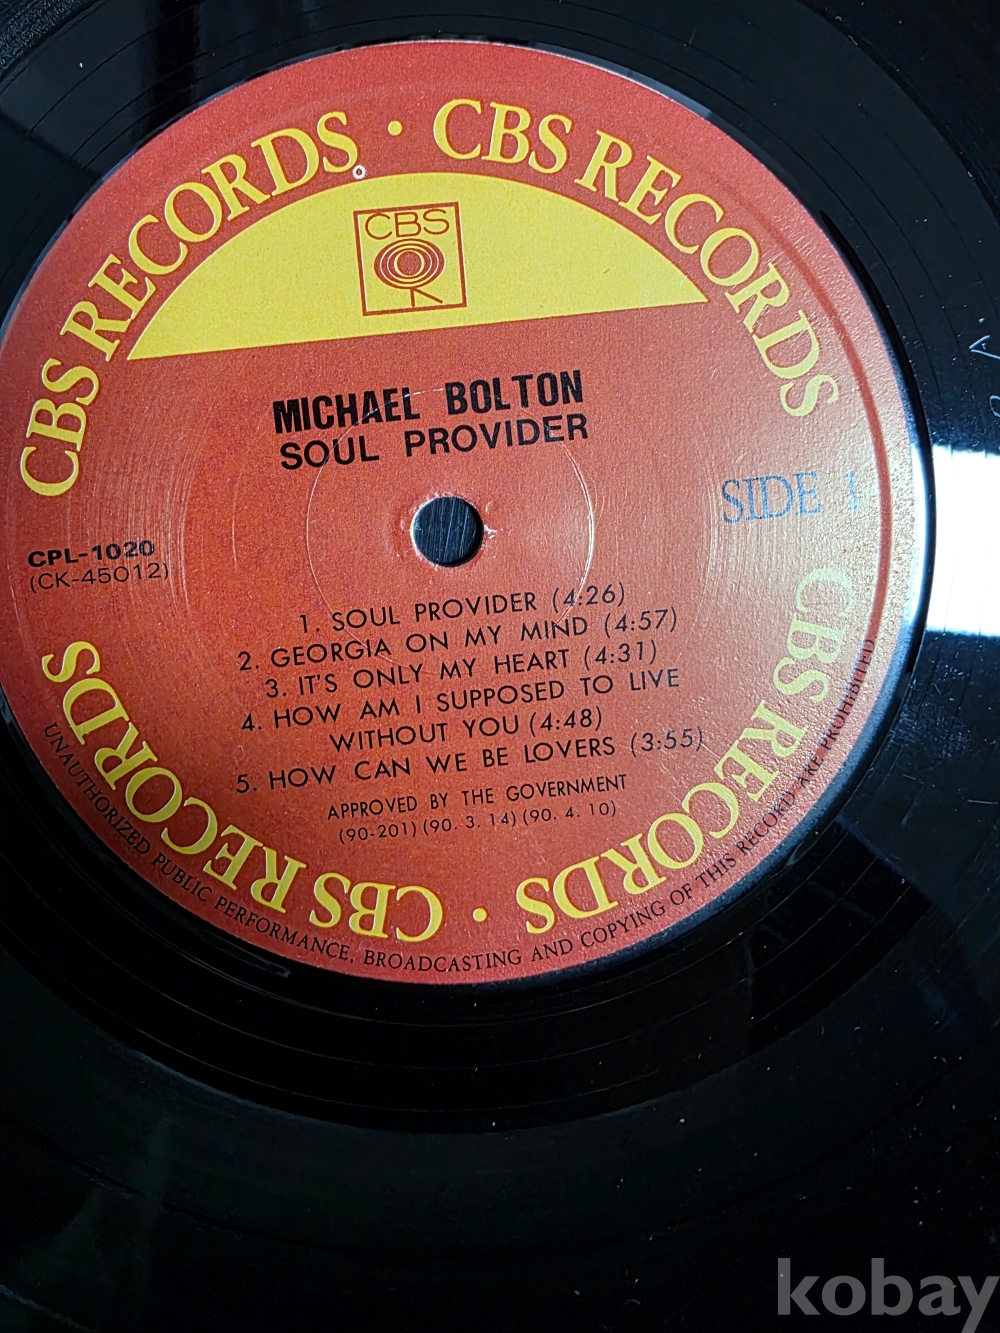 CBS RECORDS · CBS RECORDS
CBS
MICHAEL BOLTON
SOUL PROVIDER
SIDE 1
CPL-1020
(CK-45012)
1. SOUL PROVIDER (4:26)
2. GEORGIA ON MY MIND (4:57)
3. IT'S ONLY MY HEART (4:31)
4. HOW AM I SUPPOSED TO LIVE
WITHOUT YOU (4:48)
5. HOW CAN WE BE LOVERS (3:55)
APPROVED BY THE GOVERNMENT
(90-201) (90. 3. 14) (90. 4. 10)
CBS RECORDS · CBS RECORDS
UNAUTHORIZED PUBLIC PERFORMANCE, BROADCASTING AND COPYING OF THIS RECORD ARE PROHIBITED.
kobay